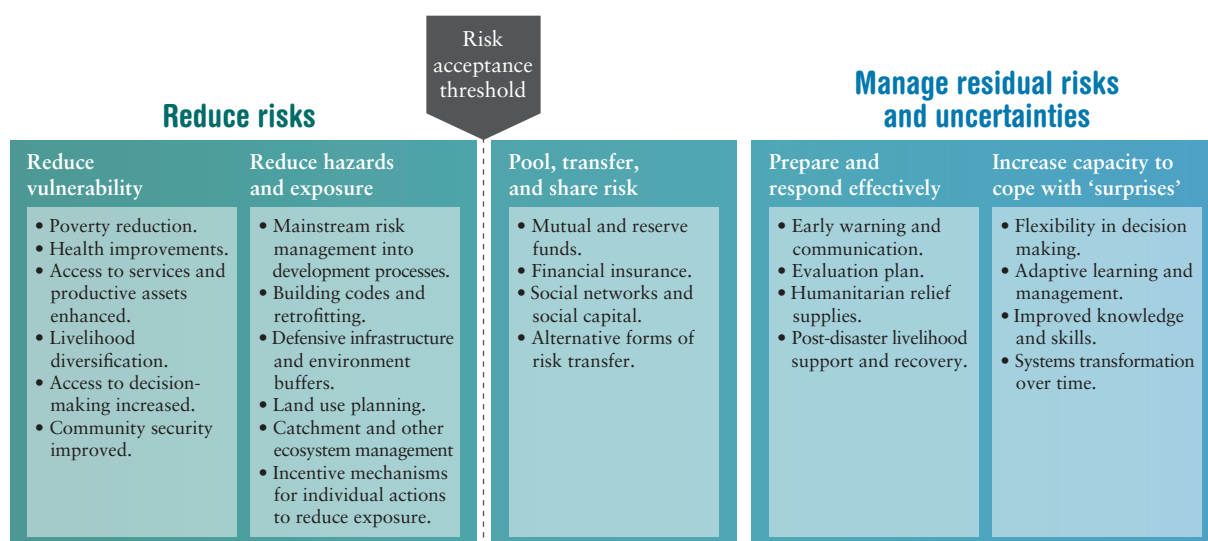 Risk
acceptance
threshold
Reduce risks
Manage residual risks
and uncertainties
Reduce
vulnerability
• Poverty reduction.
• Health improvements.
• Access to services and
productive assets
enhanced.
• Livelihood
diversification.
• Access to decision-
making increased.
• Community security
improved.
Reduce hazards
and exposure
• Mainstream risk
management into
development processes.
• Building codes and
retrofitting.
• Defensive infrastructure
and environment
buffers.
• Land use planning.
• Catchment and other
ecosystem management
• Incentive mechanisms
for individual actions
to reduce exposure.
Pool, transfer,
and share risk
• Mutual and reserve
funds.
• Financial insurance.
• Social networks and
social capital.
• Alternative forms of
risk transfer.
Prepare and
respond effectively
• Early warning and
communication.
• Evaluation plan.
• Humanitarian relief
supplies.
• Post-disaster livelihood
support and recovery.
Increase capacity to
cope with ‘surprises’
• Flexibility in decision
making.
• Adaptive learning and
management.
• Improved knowledge
and skills.
• Systems transformation
over time.